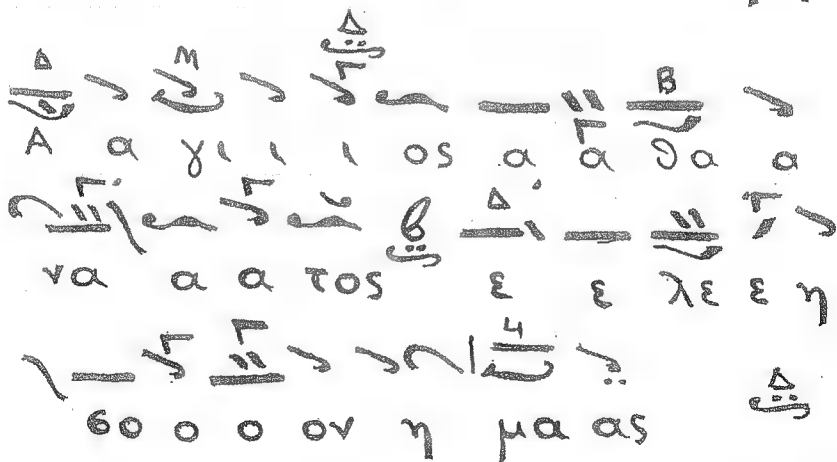 Α α γι ι ι ος α α θα α
να α α α τος ε ε λε ε η
σο ο ο ον η μα ας